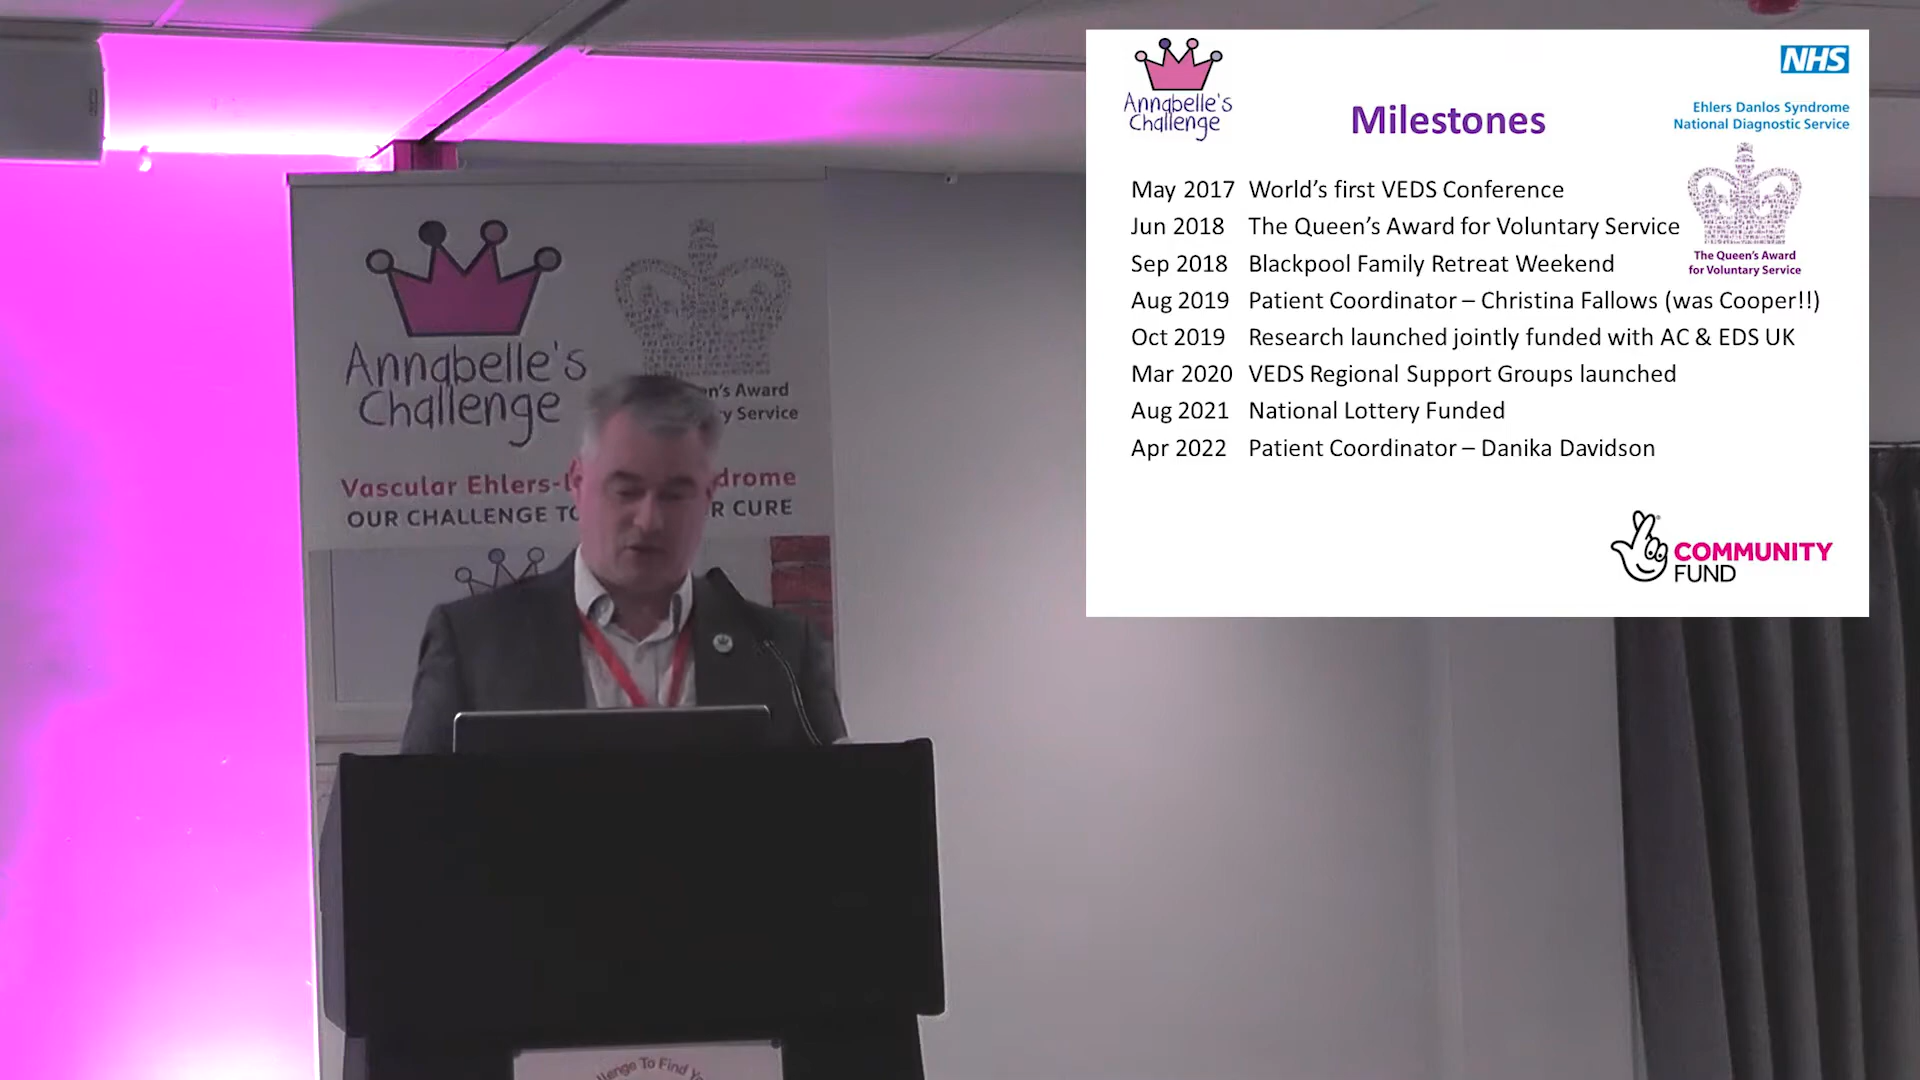 Annabelle's
Challenge
n's Award
y Service
Vascular Ehlers-
drome
OUR CHALLENGE
R CURE
To Find
Annabelle's
Challenge
Milestones
NHS
Ehlers Danlos Syndrome
National Diagnostic Service
The Queen's Award
for Voluntary Service
May 2017 World's first VEDS Conference
Jun 2018 The Queen's Award for Voluntary Service
Sep 2018 Blackpool Family Retreat Weekend
Aug 2019 Patient Coordinator – Christina Fallows (was Cooper!!)
Oct 2019 Research launched jointly funded with AC & EDS UK
Mar 2020 VEDS Regional Support Groups launched
Aug 2021 National Lottery Funded
Apr 2022 Patient Coordinator – Danika Davidson
COMMUNITY
FUND